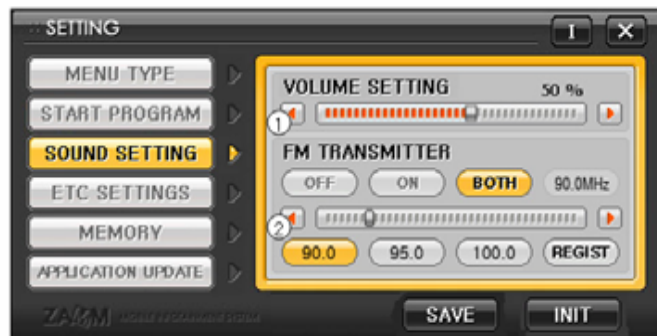 SETTING
I X
MENU TYPE
START PROGRAM
SOUND SETTING
ETC SETTINGS
MEMORY
APPLICATION UPDATE
VOLUME SETTING 50 %
1
FM TRANSMITTER
OFF ON BOTH 90.0MHz
2
90.0 95.0 100.0 REGIST
SAVE INIT